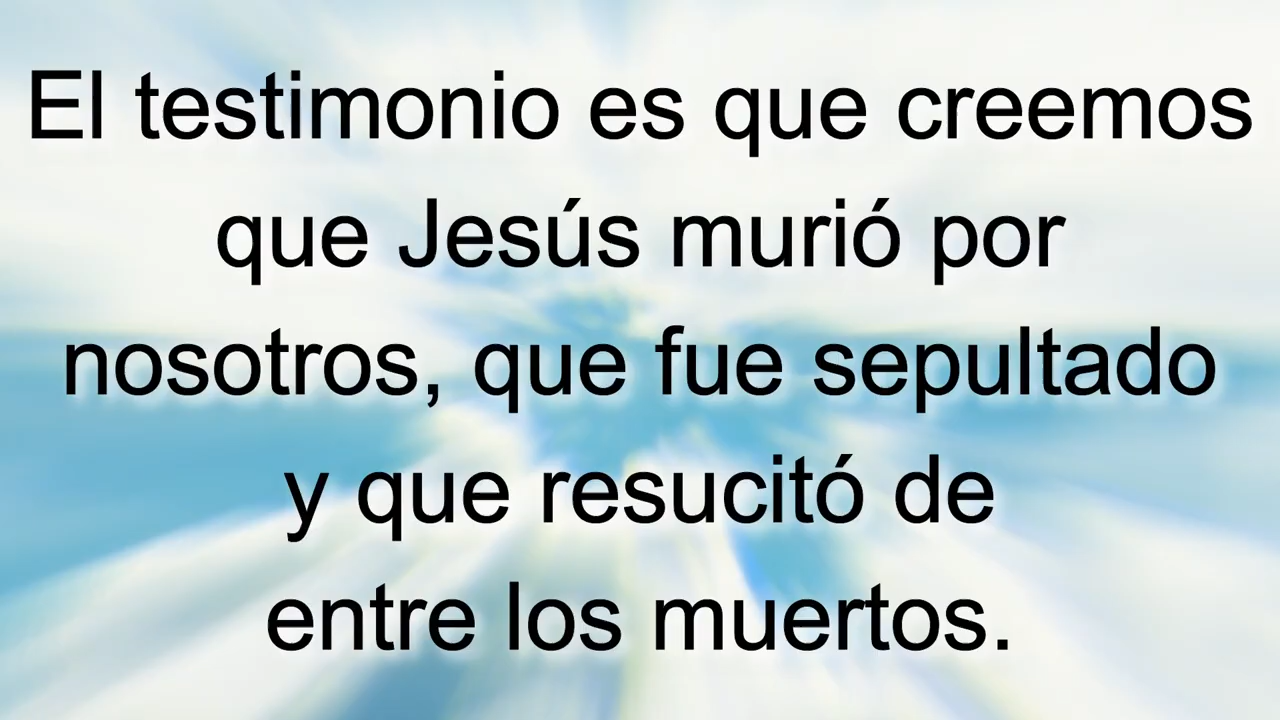 El testimonio es que creemos
que Jesús murió por
nosotros, que fue sepultado
y que resucitó de
entre los muertos.